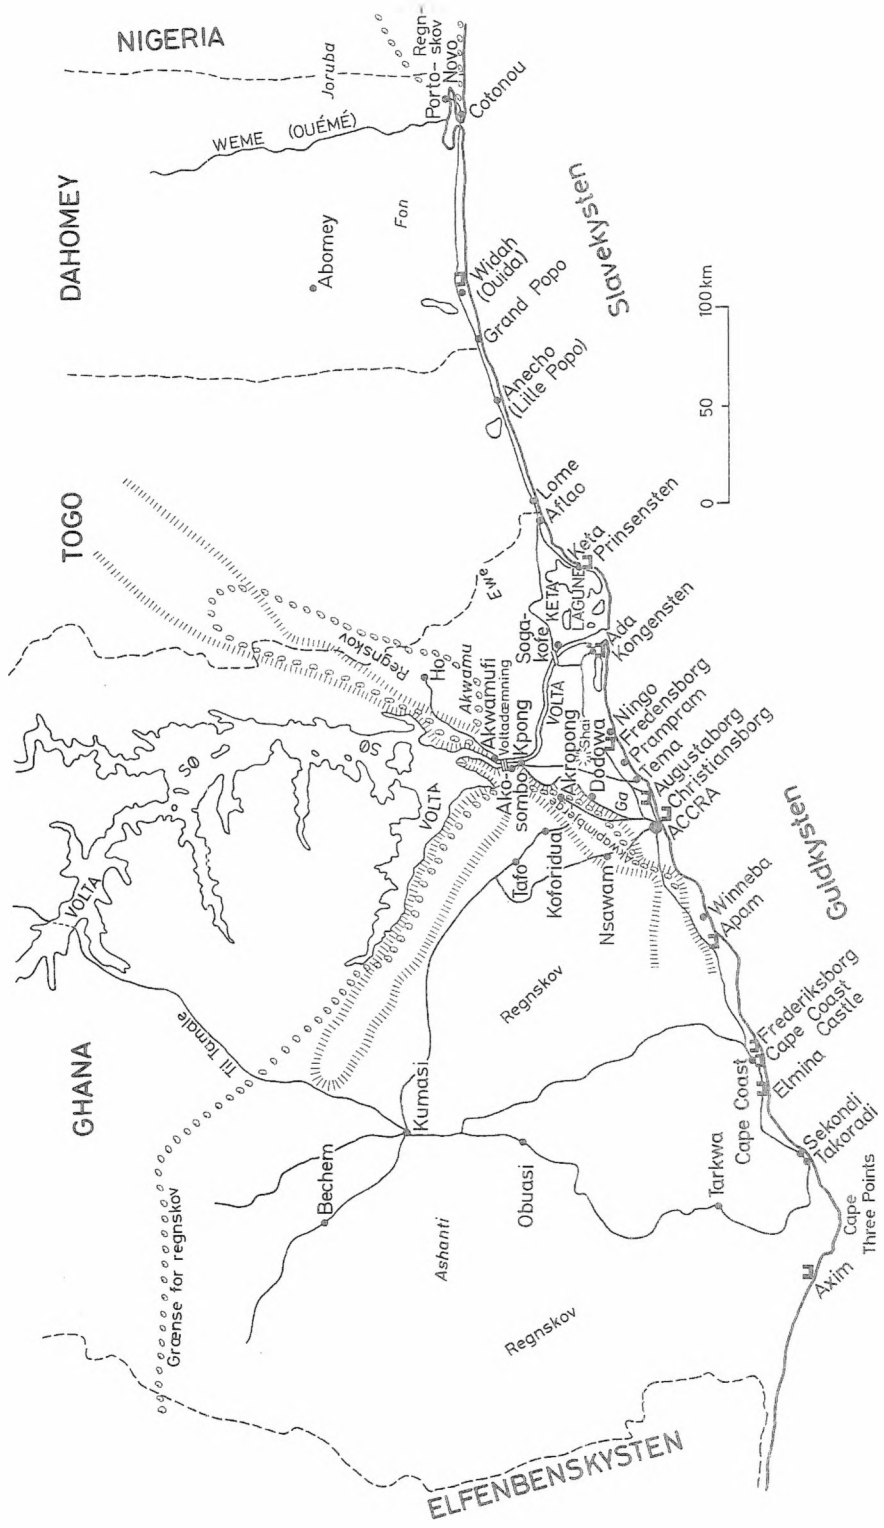 GHANA
TOGO
DAHOMEY
NIGERIA
ELFENBENSKYSTEN
Grænse for regnskov
Til Tamale
VOLTA
SØ
SØ
VOLTA
Bechem
Kumasi
Ashanti
Obuasi
Regnskov
Regnskov
Tarkwa
Tafo
Koforidua
Nsawam
Akwapimbjerge
Akropong
Dodowa
Shai
Ga
Ako-
sombo
Kpong
Voltadæmning
Akwamufi
Akwamu
Ho
Regnskov
Ewe
Soga-
kofe
VOLTA
KETA
LAGUNE
Abomey
Fon
WEME (OUÉMÉ)
Joruba
Regn-
skov
Porto-
Novo
Cotonou
Widah
(Ouida)
Grand Popo
Anecho
(Lille Popo)
Lome
Aflao
Keta
Prinsensten
Ada
Kongensten
Ningo
Fredensborg
Prampram
Tema
Augustaborg
Christiansborg
ACCRA
Winneba
Apam
Frederiksborg
Cape Coast
Castle
Cape Coast
Elmina
Sekondi
Takoradi
Cape
Three Points
Axim
Guldkysten
Slavekysten
0
50
100 km